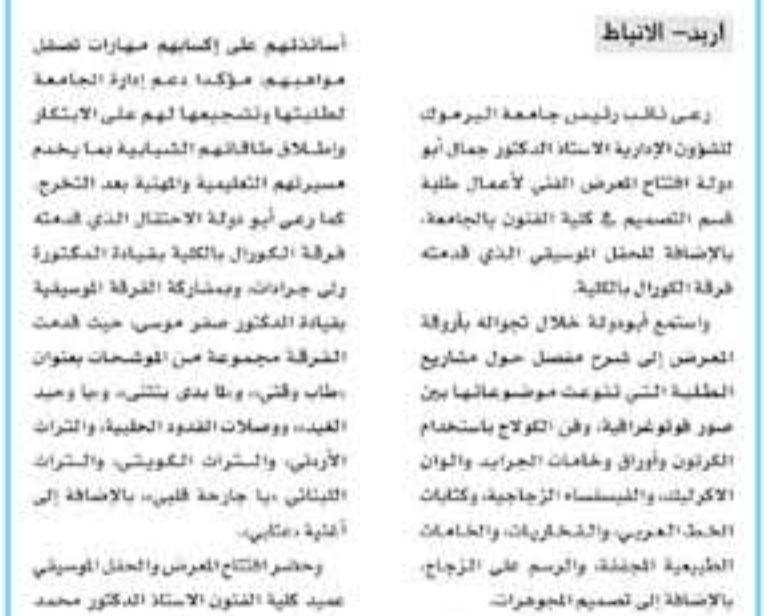 اربد– الانباط
رعى نائب رئيس جامعة اليرموك
للشؤون الإدارية الاستاذ الدكتور جمال أبو
دولة افتتاح المعرض الفني لأعمال طلبة
قسم التصميم في كلية الفنون بالجامعة،
بالإضافة للحفل الموسيقي الذي قدمته
فرقة الكورال بالكلية.
واستمع أبودولة خلال تجواله بأروقة
المعرض إلى شرح مفصل حول مشاريع
الطلبة التي تنوعت موضوعاتها بين
صور فوتوغرافية، وفن الكولاج باستخدام
الكرتون وأوراق وخامات الجرايد والوان
الاكرليك، والفيسفساء الزجاجية، وكتابات
الخط العربي، والفخاريات، والخامات
الطبيعية المجففة، والرسم على الزجاج،
بالإضافة الى تصميم المجوهرات.
أساتذتهم على إكسابهم مهارات تصقل
مواهبهم، مؤكدا دعم إدارة الجامعة
لطلبتها وتشجيعها لهم على الابتكار
وإطلاق طاقاتهم الشبابية بما يخدم
مسيرتهم التعليمية والمهنية بعد التخرج.
كما رعى أبو دولة الاحتفال الذي قدمته
فرقة الكورال بالكلية بقيادة الدكتورة
رلى جرادات، وبمشاركة الفرقة الموسيقية
بقيادة الدكتور صقر موسى، حيث قدمت
الفرقة مجموعة من الموشحات بعنوان
«طاب وقتي»، و«لما بدى يتثنى»، و«يا وحيد
الغيد»، ووصلات القدود الحلبية، والتراث
الأردني، والتراث الكويتي، والتراث
اللبناني «يا جارحة قلبي»، بالإضافة إلى
أغنية «عتابي».
وحضر افتتاح المعرض والحفل الموسيقي
عميد كلية الفنون الاستاذ الدكتور محمد